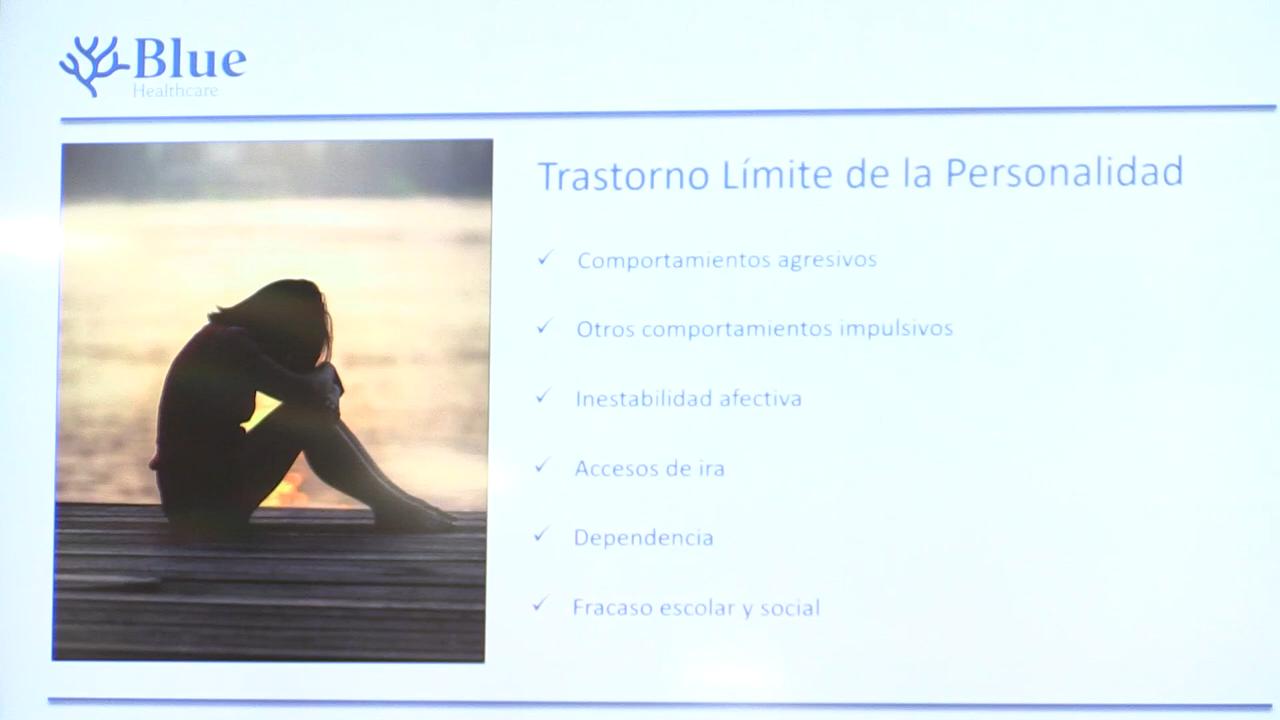 Blue
Healthcare
Trastorno Límite de la Personalidad
✓ Comportamientos agresivos
✓ Otros comportamientos impulsivos
✓ Inestabilidad afectiva
✓ Accesos de ira
✓ Dependencia
✓ Fracaso escolar y social